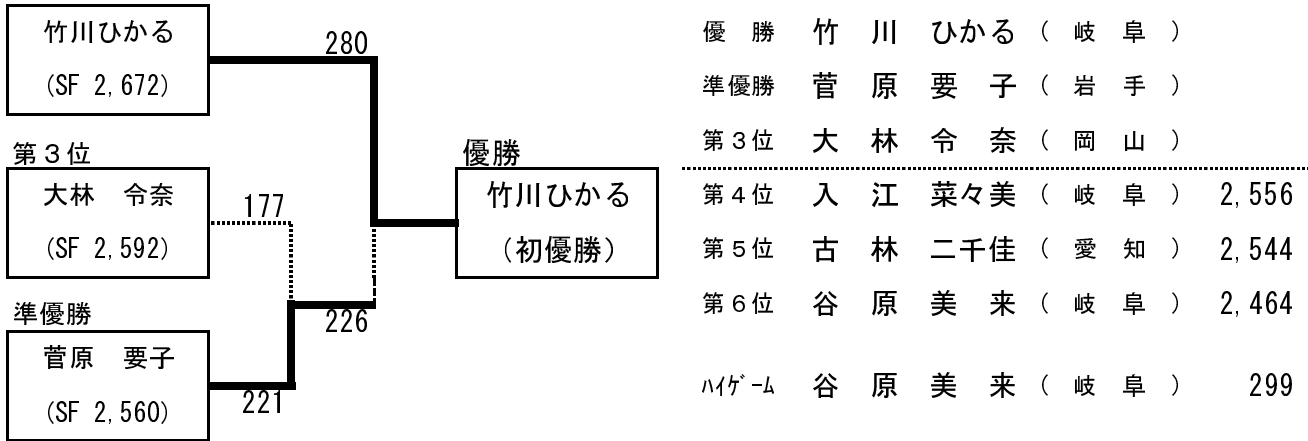 竹川ひかる
(SF 2,672)
280
第３位
大林　令奈
(SF 2,592)
177
準優勝
菅原　要子
(SF 2,560)
221
226
優勝
竹川ひかる
（初優勝）
優　勝　竹　川　ひかる（　岐　阜　）
準優勝　菅　原　要　子（　岩　手　）
第３位　大　林　令　奈（　岡　山　）
第４位　入　江　菜々美（　岐　阜　）　2,556
第５位　古　林　二千佳（　愛　知　）　2,544
第６位　谷　原　美　来（　岐　阜　）　2,464
ﾊｲｹﾞｰﾑ　谷　原　美　来（　岐　阜　）　299